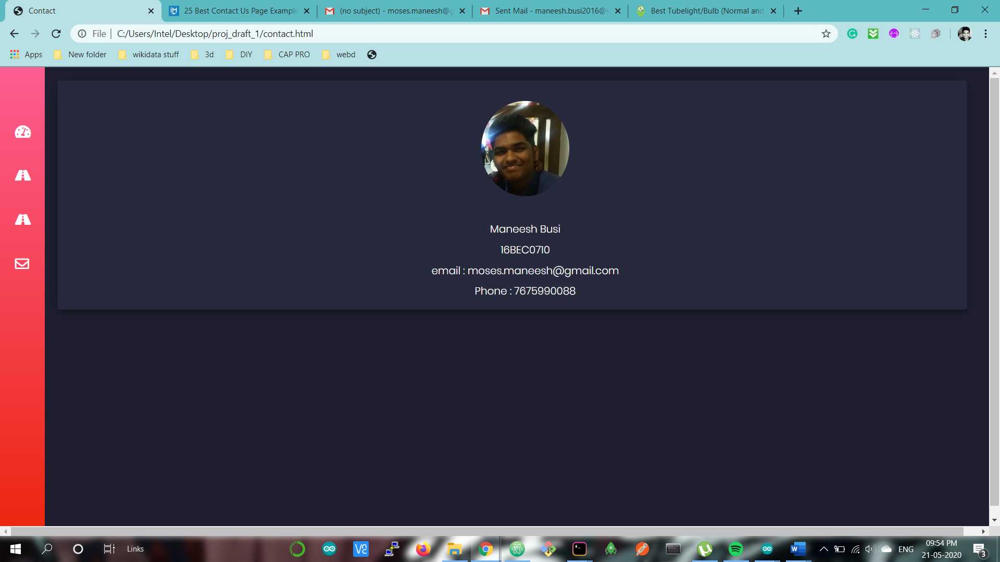 Contact
25 Best Contact Us Page Example
(no subject) - moses.maneesh@g
Sent Mail - maneesh.busi2016@v
Best Tubelight/Bulb (Normal and
File
C:/Users/Intel/Desktop/proj_draft_1/contact.html
Apps
New folder
wikidata stuff
3d
DIY
CAP PRO
webd
Maneesh Busi
16BEC0710
email : moses.maneesh@gmail.com
Phone : 7675990088
Links
ENG
09:54 PM
21-05-2020
3